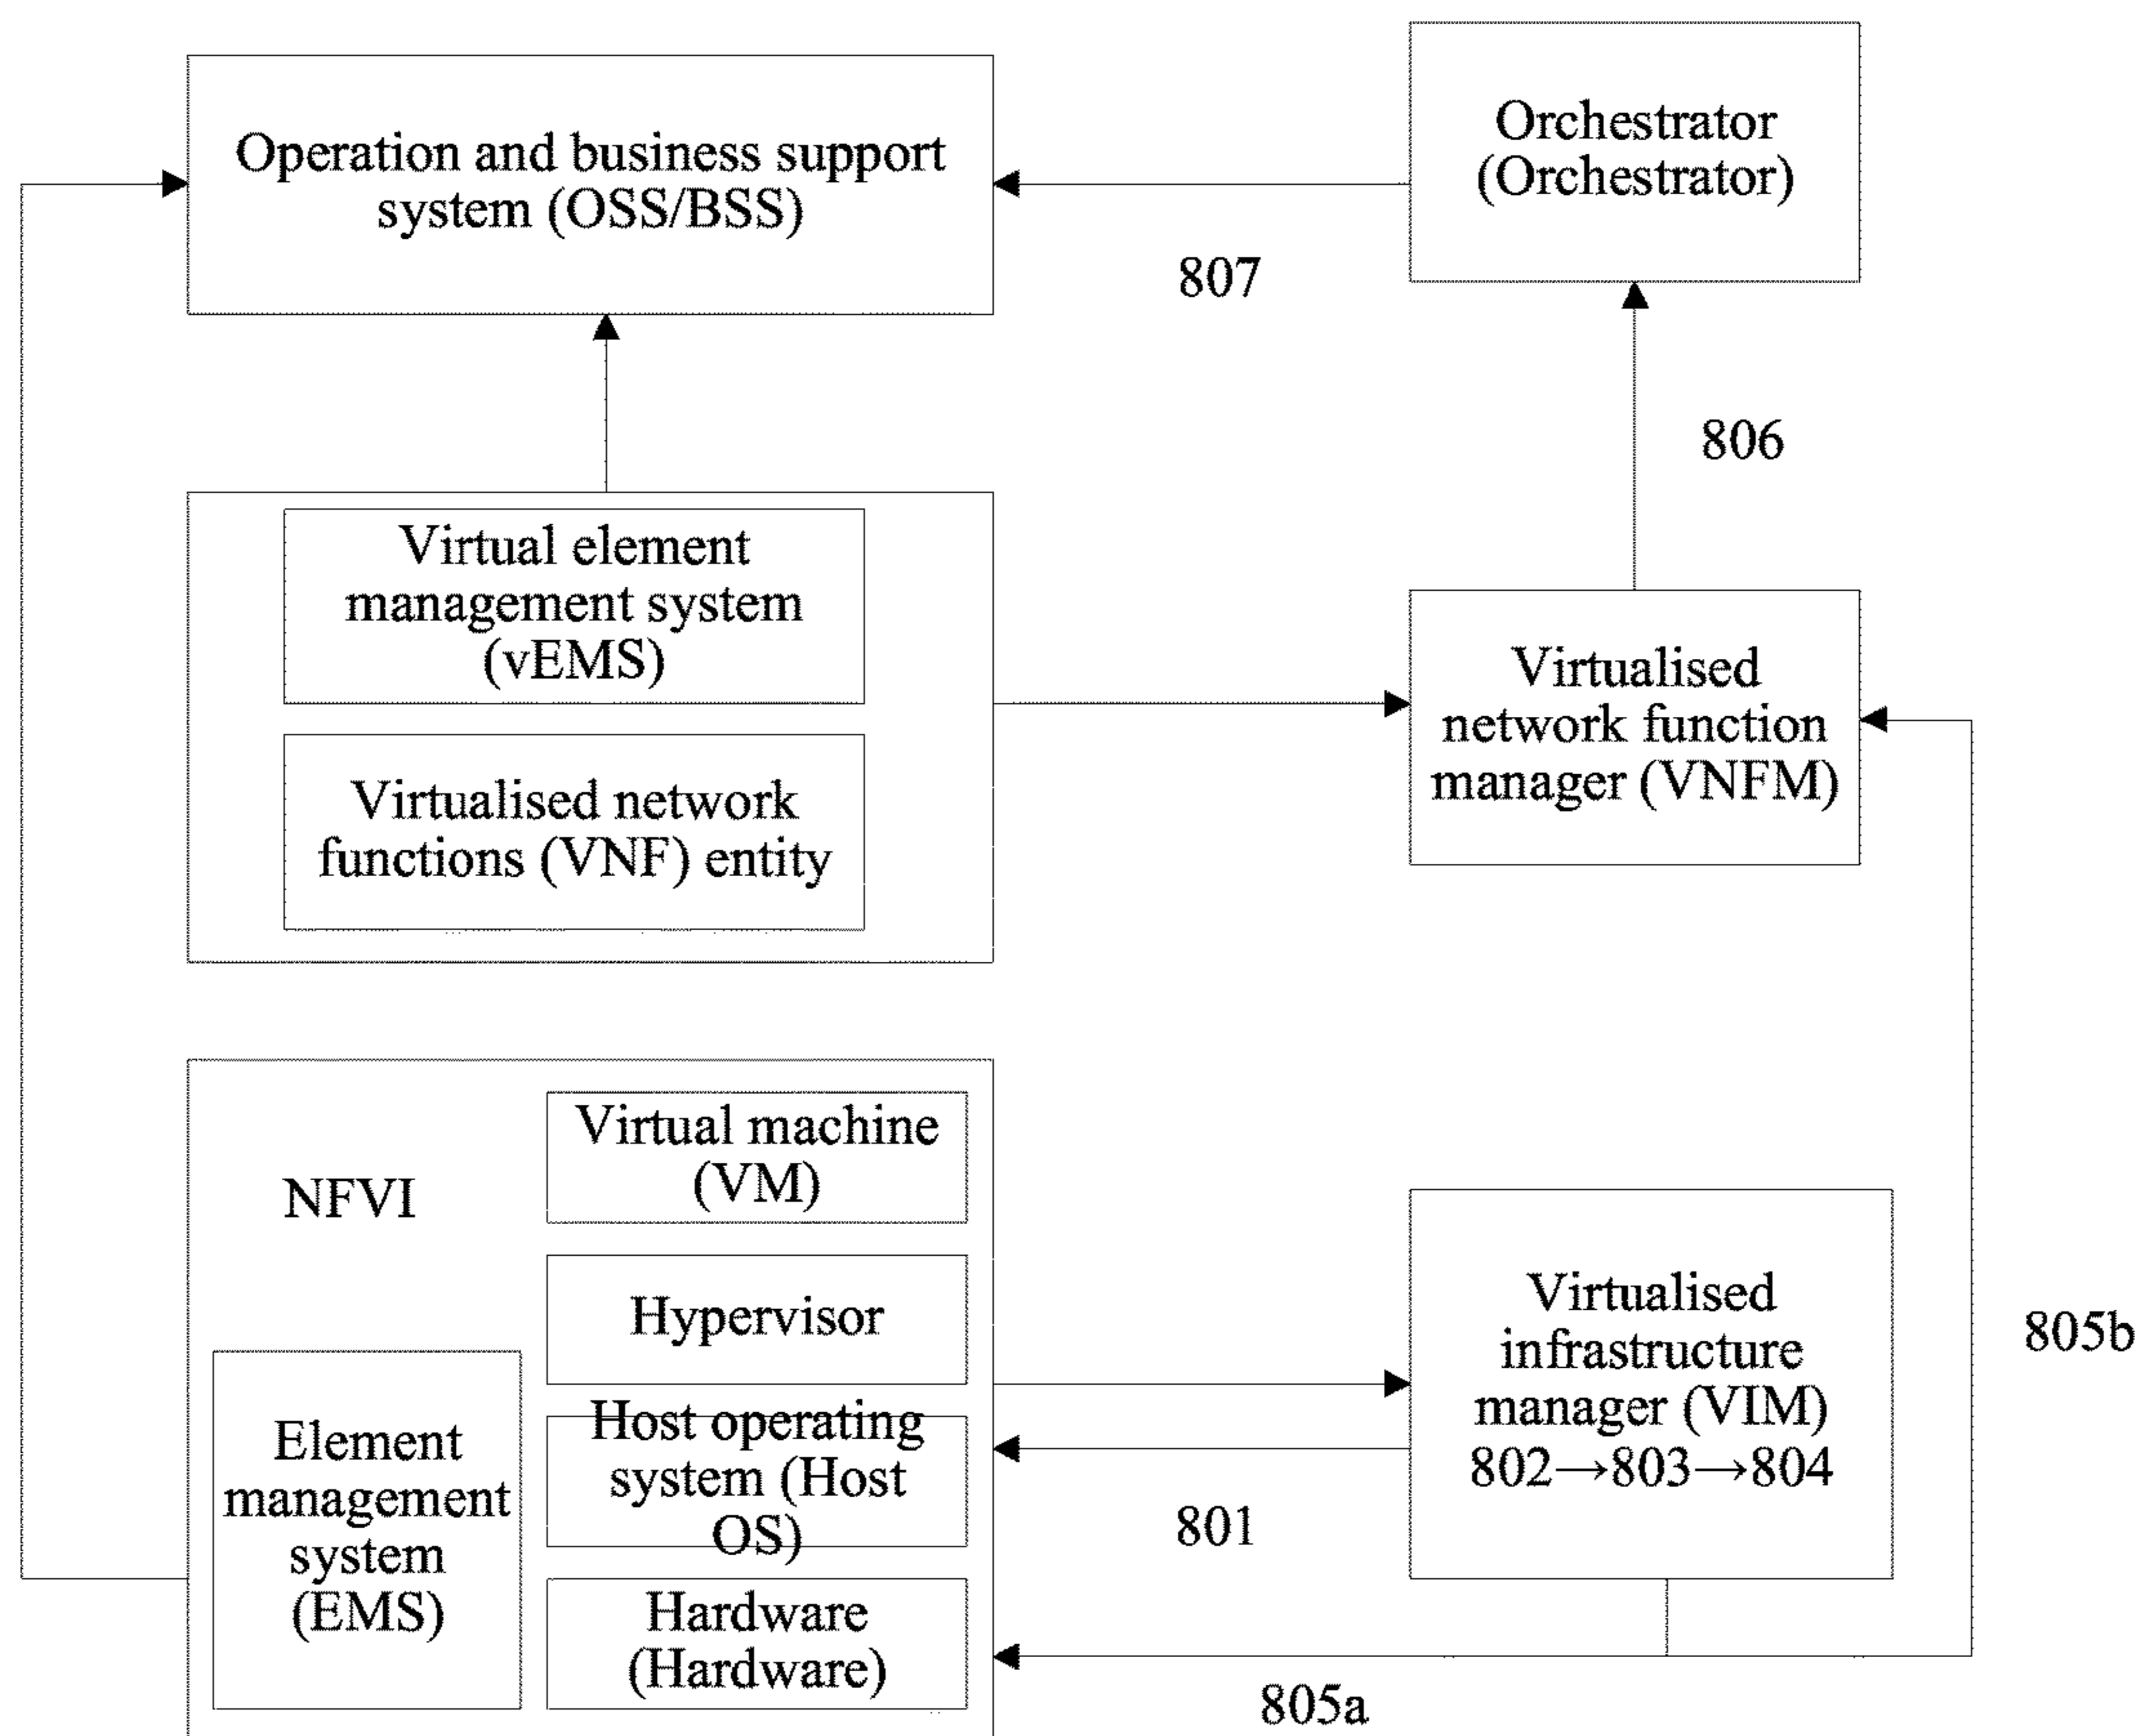 Operation and business support
system (OSS/BSS)
Orchestrator
(Orchestrator)
807
806
Virtual element
management system
(vEMS)
Virtualised network
functions (VNF) entity
Virtualised
network function
manager (VNFM)
NFVI
Virtual machine
(VM)
Hypervisor
Host operating
system (Host
OS)
Hardware
(Hardware)
Element
management
system
(EMS)
Virtualised
infrastructure
manager (VIM)
802→803→804
801
805a
805b